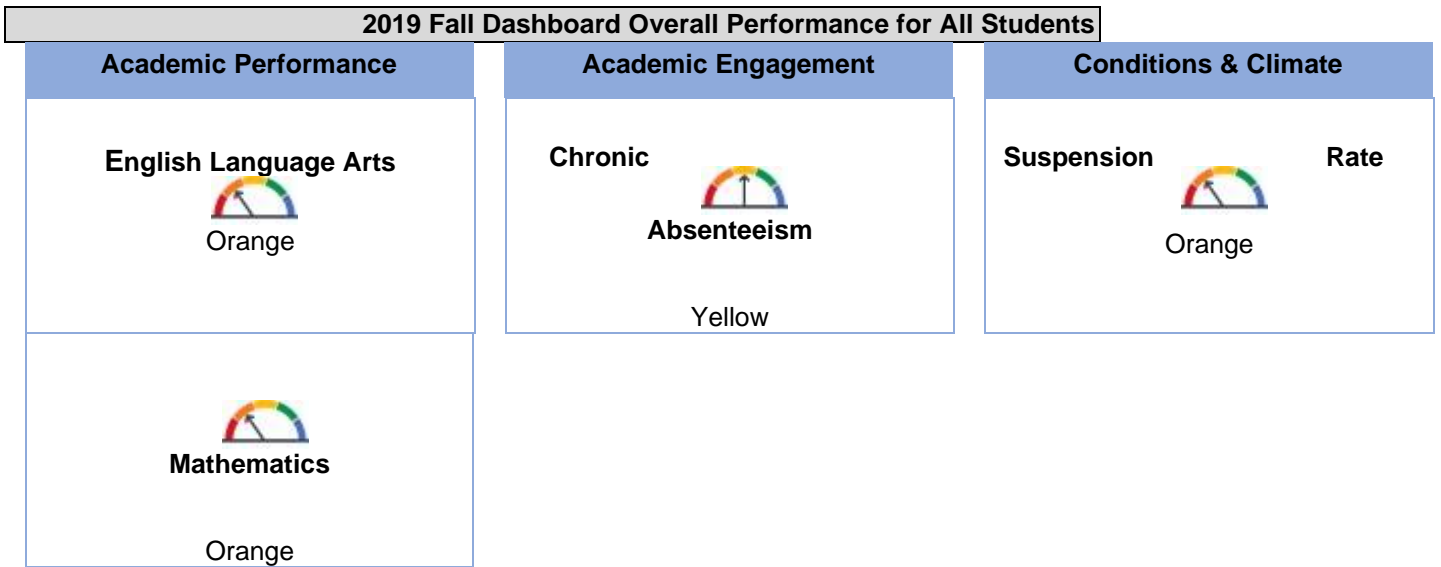 2019 Fall Dashboard Overall Performance for All Students
Academic Performance
English Language Arts
Orange
Mathematics
Orange
Academic Engagement
Chronic
Absenteeism
Yellow
Conditions & Climate
Suspension Rate
Orange